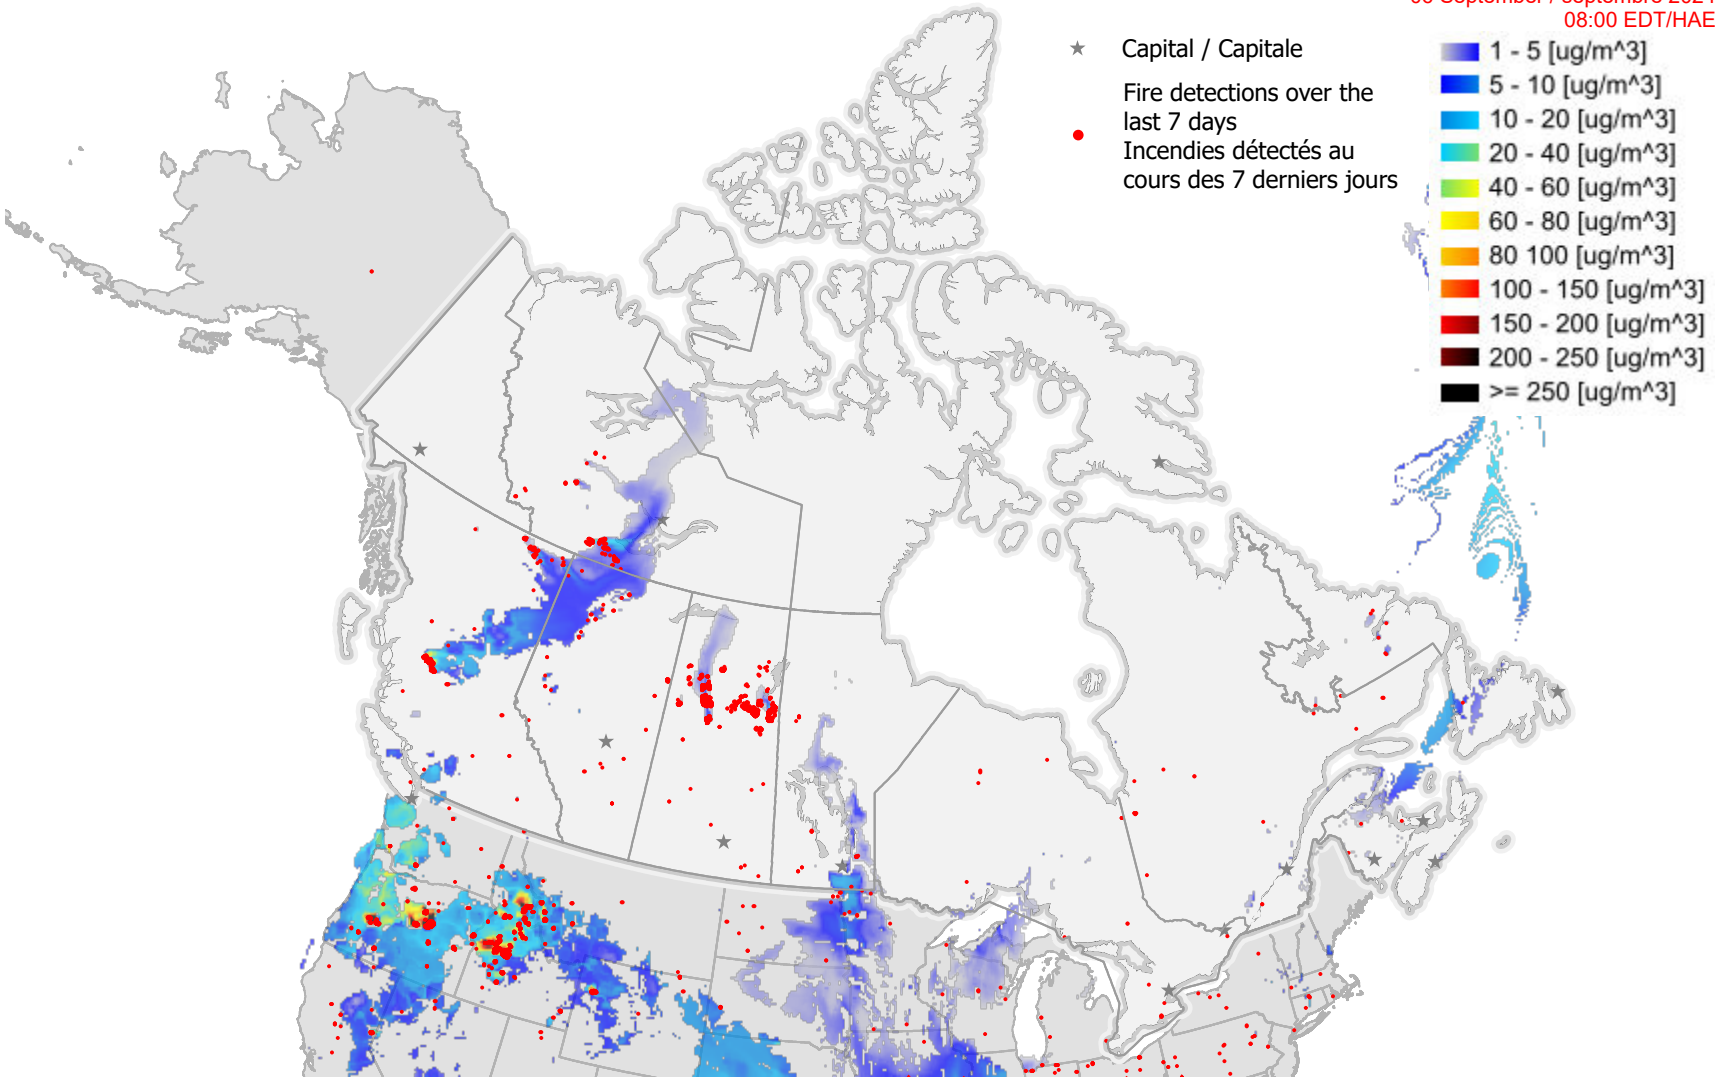 08:00 EDT/HAE
Capital / Capitale
Fire detections over the
last 7 days
Incendies détectés au
cours des 7 derniers jours
1 - 5 [ug/m^3]
5 - 10 [ug/m^3]
10 - 20 [ug/m^3]
20 - 40 [ug/m^3]
40 - 60 [ug/m^3]
60 - 80 [ug/m^3]
80 100 [ug/m^3]
100 - 150 [ug/m^3]
150 - 200 [ug/m^3]
200 - 250 [ug/m^3]
>= 250 [ug/m^3]